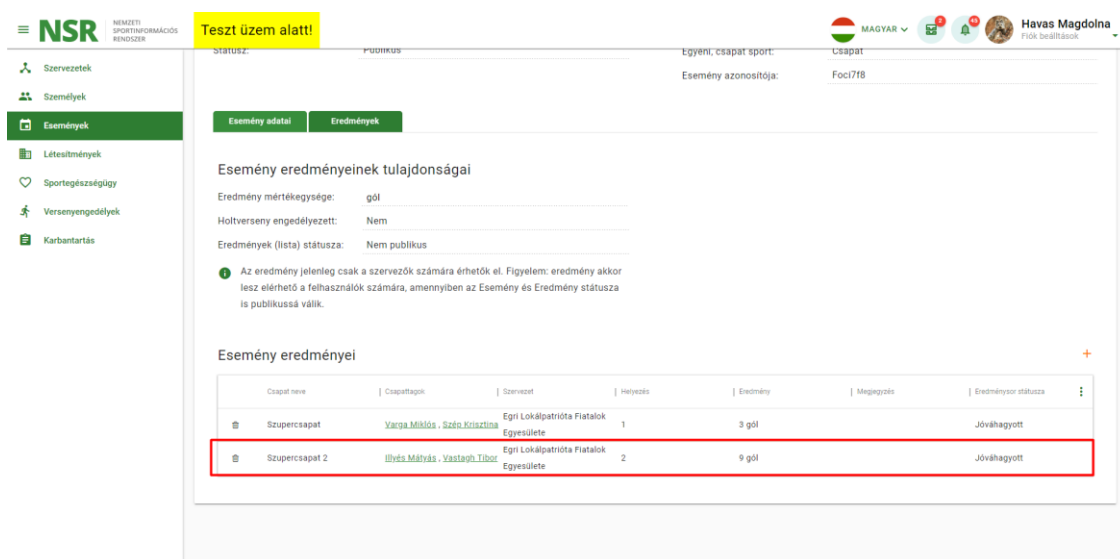 NSR
NEMZETI
SPORTINFORMÁCIÓS
RENDSZER
Teszt üzem alatt!
MAGYAR
2
45
Havas Magdolna
Fiók beállítások
Szervezetek
Személyek
Események
Létesítmények
Sportegészségügy
Versenyengedélyek
Karbantartás
Státusz: Publikus
Egyéni, csapat sport: Csapat
Esemény azonosítója: Foci7f8
Esemény adatai Eredmények
Esemény eredményeinek tulajdonságai
Eredmény mértékegysége: gól
Holtverseny engedélyezett: Nem
Eredmények (lista) státusza: Nem publikus
Az eredmény jelenleg csak a szervezők számára érhetők el. Figyelem: eredmény akkor
lesz elérhető a felhasználók számára, amennyiben az Esemény és Eredmény státusza
is publikussá válik.
Esemény eredményei +
Csapat neve Csapattagok Szervezet Helyezés Eredmény Megjegyzés Eredménysor státusza
Szupercsapat Varga Miklós , Szép Krisztina Egri Lokálpatrióta Fiatalok 1 3 gól Jóváhagyott
Egyesülete
Szupercsapat 2 Illyés Mátyás , Vastagh Tibor Egri Lokálpatrióta Fiatalok 2 9 gól Jóváhagyott
Egyesülete